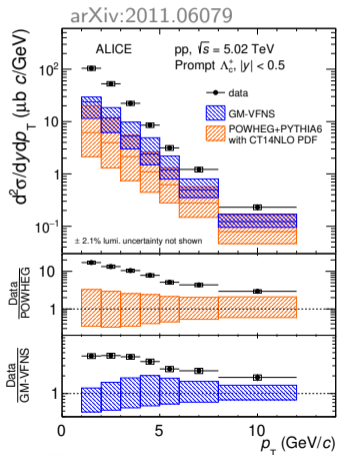 arXiv:2011.06079
ALICE
pp, √s = 5.02 TeV
Prompt Λc+, |y| < 0.5
data
GM-VFNS
POWHEG+PYTHIA6
with CT14NLO PDF
d²σ/dydpT (μb c/GeV)
10²
10
1
10⁻¹
± 2.1% lumi. uncertainty not shown
Data
POWHEG
10
1
Data
GM-VFNS
1
0
5
10
pT (GeV/c)